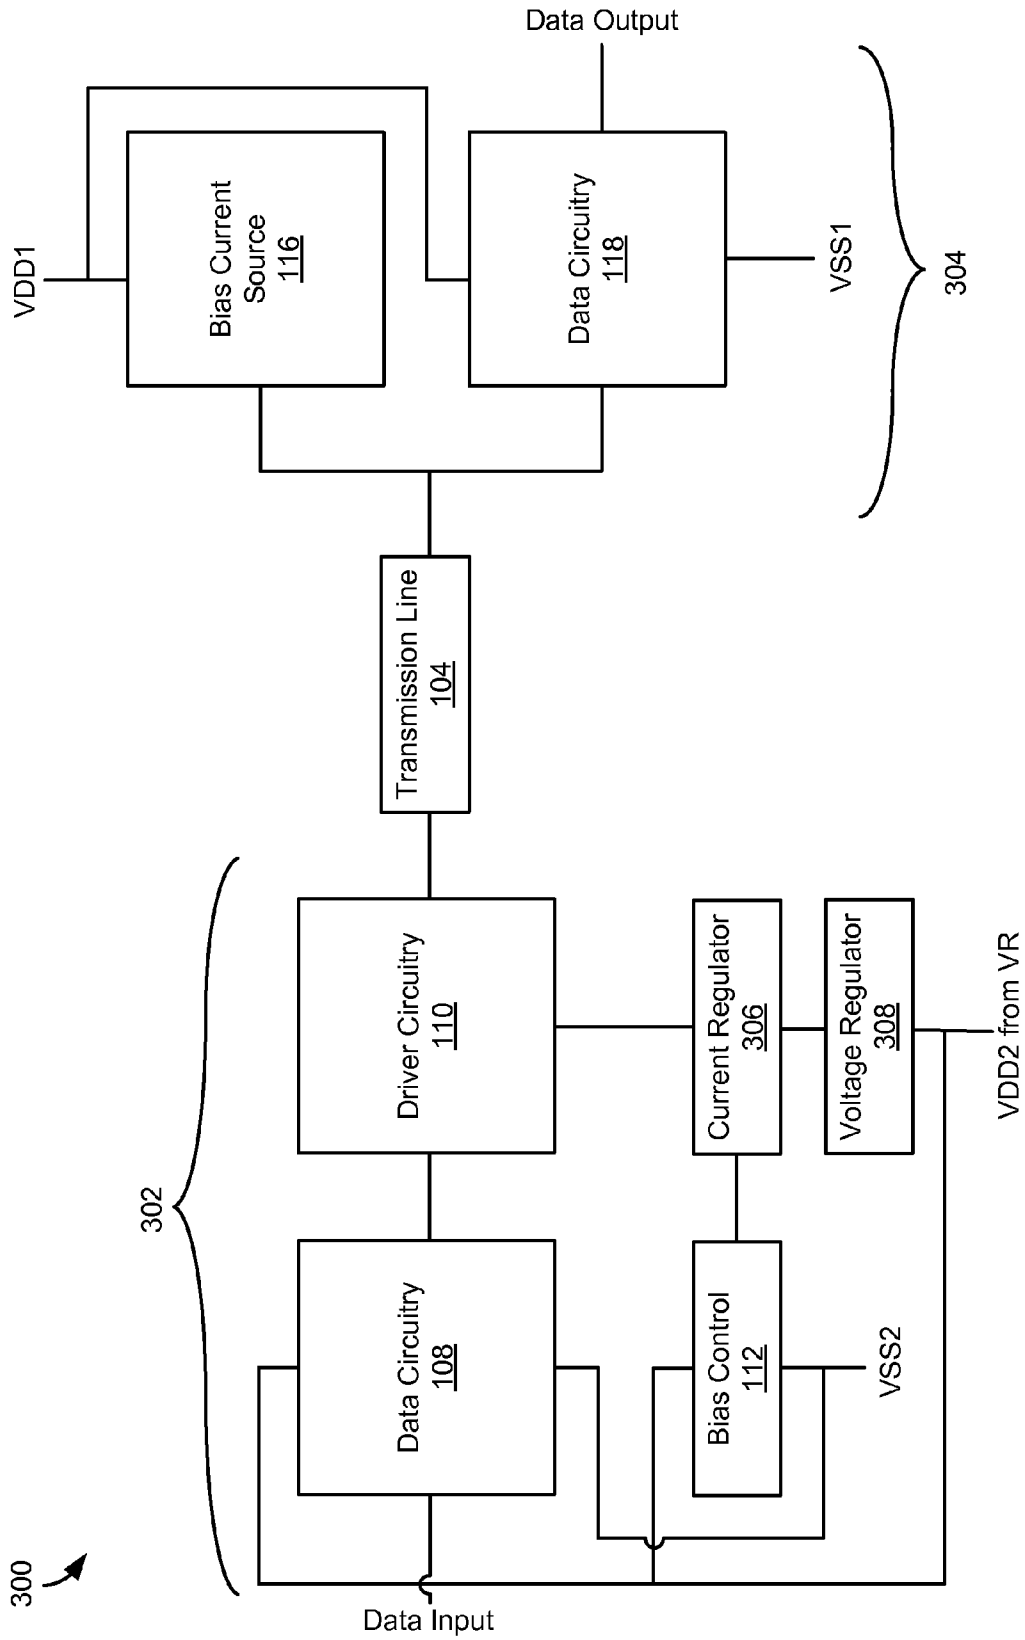 300
302
Data Input
Data Circuitry
108
Driver Circuitry
110
Transmission Line
104
VDD1
Bias Current
Source
116
Data Circuitry
118
Data Output
VSS1
304
Bias Control
112
VSS2
Current Regulator
306
Voltage Regulator
308
VDD2 from VR